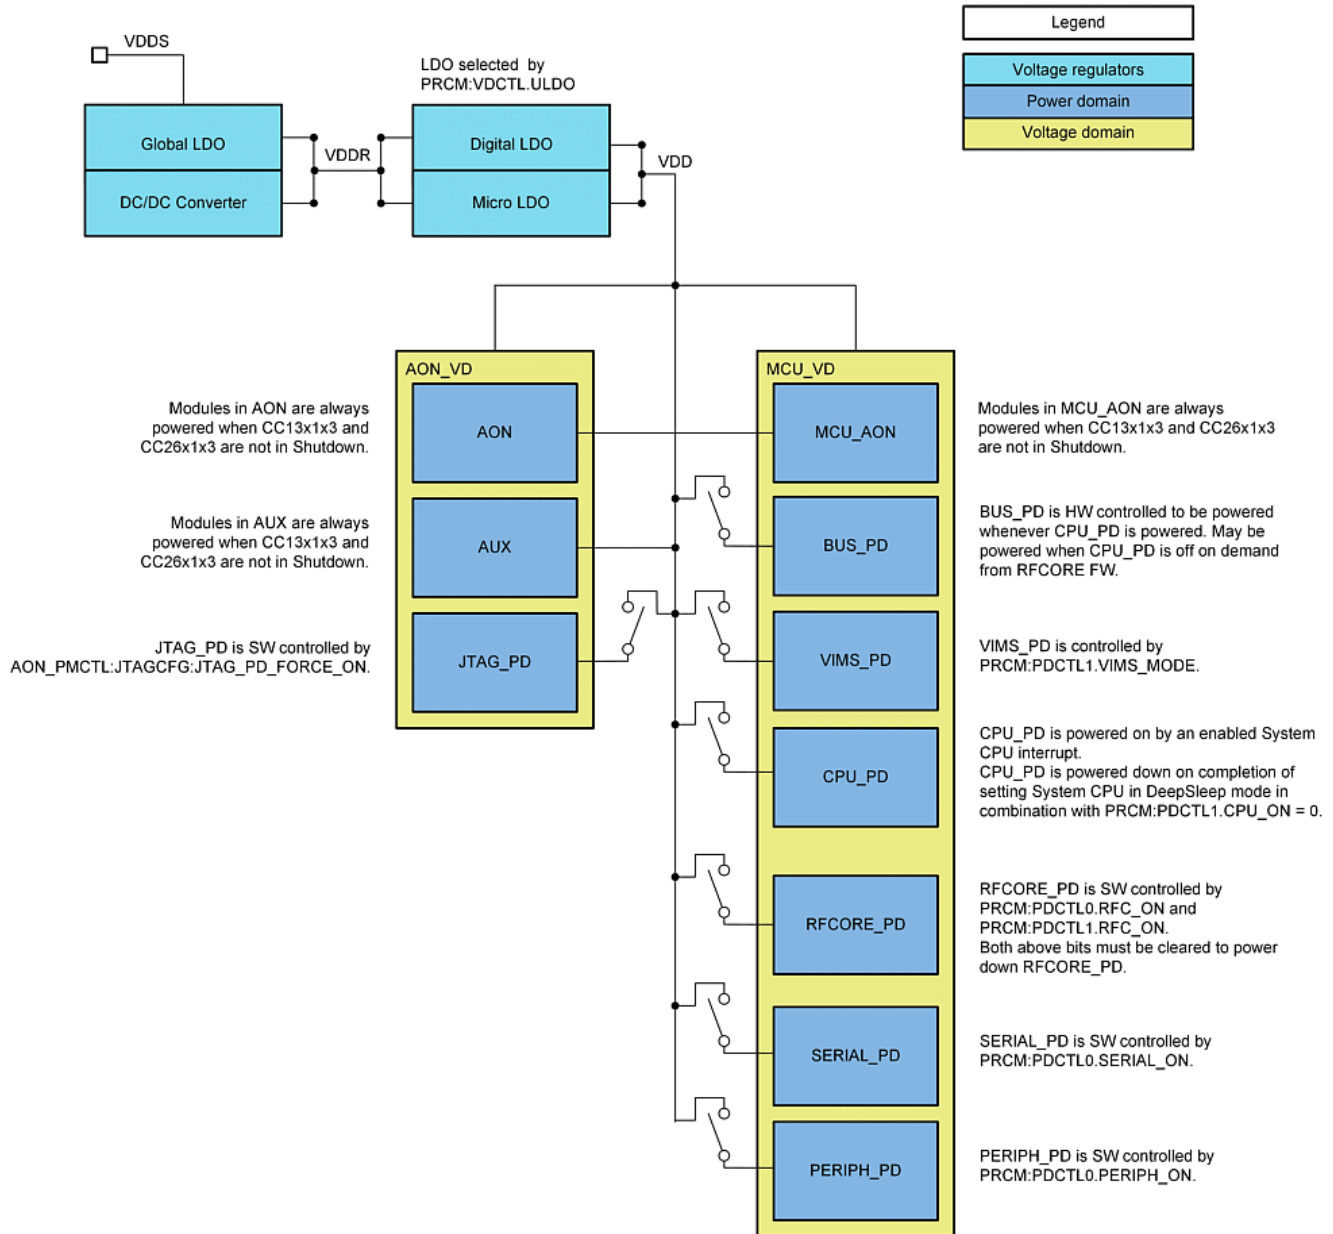 Legend
Voltage regulators
Power domain
Voltage domain
VDDS
LDO selected by
PRCM:VDCTL.ULDO
Global LDO
DC/DC Converter
VDDR
Digital LDO
Micro LDO
VDD
AON_VD
MCU_VD
Modules in AON are always
powered when CC13x1x3 and
CC26x1x3 are not in Shutdown.
AON
MCU_AON
Modules in MCU_AON are always
powered when CC13x1x3 and CC26x1x3
are not in Shutdown.
Modules in AUX are always
powered when CC13x1x3 and
CC26x1x3 are not in Shutdown.
AUX
BUS_PD
BUS_PD is HW controlled to be powered
whenever CPU_PD is powered. May be
powered when CPU_PD is off on demand
from RFCORE FW.
JTAG_PD is SW controlled by
AON_PMCTL:JTAGCFG:JTAG_PD_FORCE_ON.
JTAG_PD
VIMS_PD
VIMS_PD is controlled by
PRCM:PDCTL1.VIMS_MODE.
CPU_PD
CPU_PD is powered on by an enabled System
CPU interrupt.
CPU_PD is powered down on completion of
setting System CPU in DeepSleep mode in
combination with PRCM:PDCTL1.CPU_ON = 0.
RFCORE_PD
RFCORE_PD is SW controlled by
PRCM:PDCTL0.RFC_ON and
PRCM:PDCTL1.RFC_ON.
Both above bits must be cleared to power
down RFCORE_PD.
SERIAL_PD
SERIAL_PD is SW controlled by
PRCM:PDCTL0.SERIAL_ON.
PERIPH_PD
PERIPH_PD is SW controlled by
PRCM:PDCTL0.PERIPH_ON.